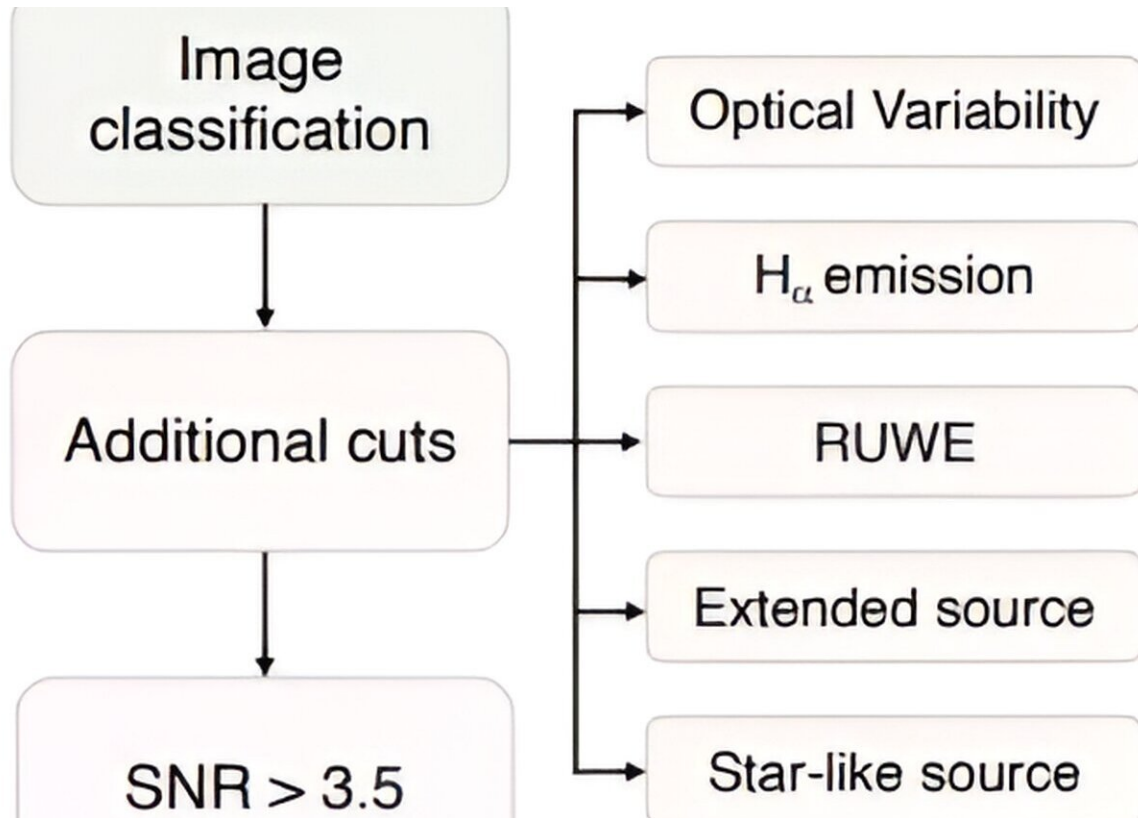 Image
classification
Additional cuts
SNR > 3.5
Optical Variability
Hα emission
RUWE
Extended source
Star-like source